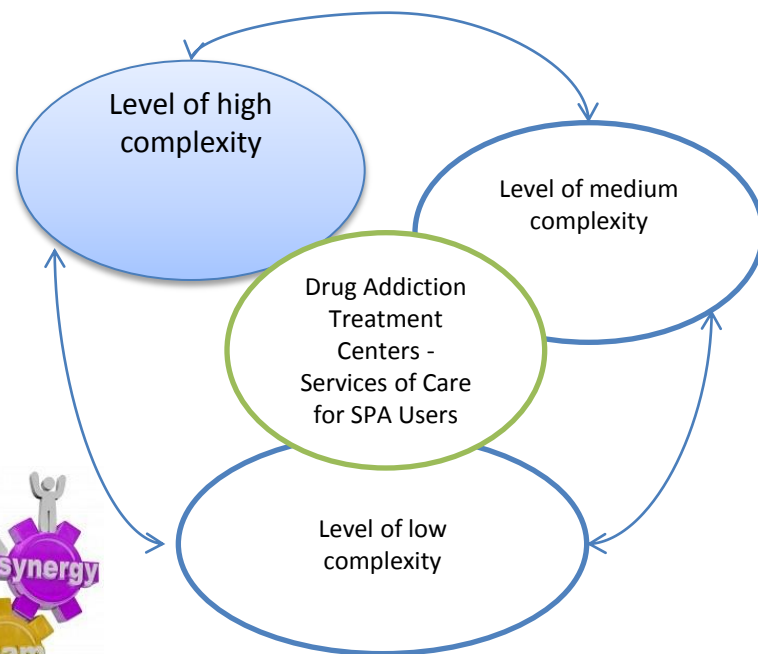 Level of high
complexity
Level of medium
complexity
Drug Addiction
Treatment
Centers -
Services of Care
for SPA Users
Level of low
complexity
synergy